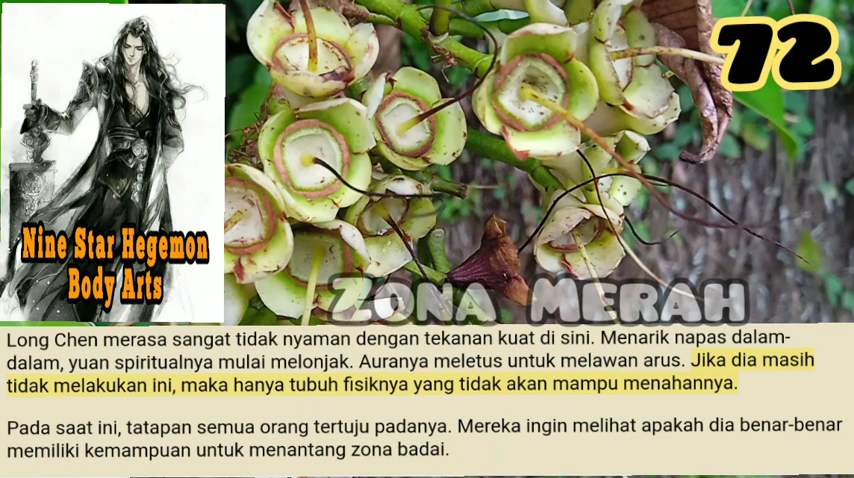 72
Nine Star Hegemon
Body Arts
Zona Merah
Long Chen merasa sangat tidak nyaman dengan tekanan kuat di sini. Menarik napas dalam-
dalam, yuan spiritualnya mulai melonjak. Auranya meletus untuk melawan arus. Jika dia masih
tidak melakukan ini, maka hanya tubuh fisiknya yang tidak akan mampu menahannya.
Pada saat ini, tatapan semua orang tertuju padanya. Mereka ingin melihat apakah dia benar-benar
memiliki kemampuan untuk menantang zona badai.